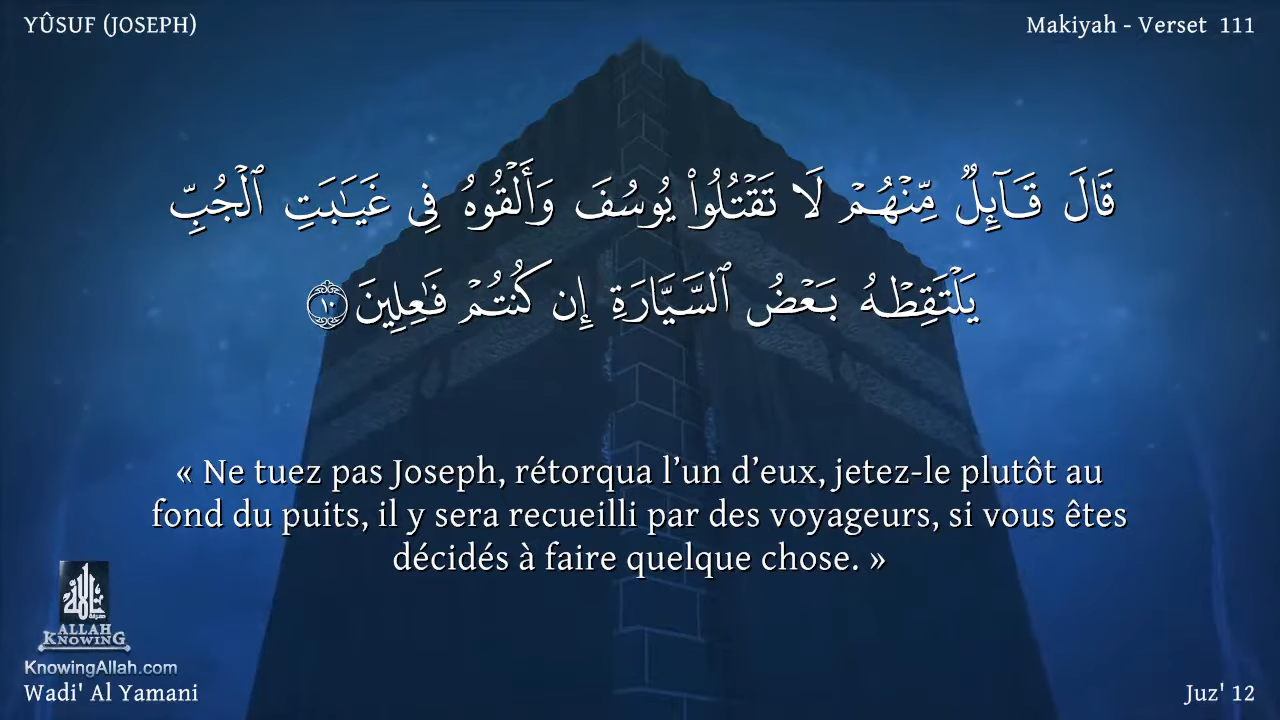 YÛSUF (JOSEPH)
Makiyah - Verset 111
قَالَ قَآئِلٌ مِّنْهُمْ لَا تَقْتُلُوا۟ يُوسُفَ وَأَلْقُوهُ فِى غَيَـٰبَتِ ٱلْجُبِّ
يَلْتَقِطْهُ بَعْضُ ٱلسَّيَّارَةِ إِن كُنتُمْ فَـٰعِلِينَ ١٠
« Ne tuez pas Joseph, rétorqua l’un d’eux, jetez-le plutôt au
fond du puits, il y sera recueilli par des voyageurs, si vous êtes
décidés à faire quelque chose. »
ALLAH
KNOWING
KnowingAllah.com
Wadi' Al Yamani
Juz' 12